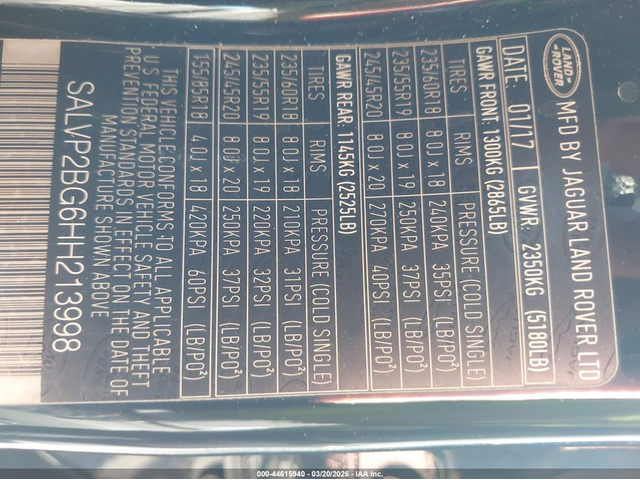 LAND
ROVER
MFD BY JAGUAR LAND ROVER LTD
DATE: 01/17 GVWR: 2350KG (5180LB)
GAWR FRONT 1300KG (2865LB)
TIRES RIMS PRESSURE (COLD SINGLE)
235/60R18 8.0J x 18 240KPA 35PSI (LB/PO²)
235/55R19 8.0J x 19 250KPA 37PSI (LB/PO²)
245/45R20 8.0J x 20 270KPA 40PSI (LB/PO²)
GAWR REAR: 1145KG (2525LB)
TIRES RIMS PRESSURE (COLD SINGLE)
235/60R18 8.0J x 18 210KPA 31PSI (LB/PO²)
235/55R19 8.0J x 19 220KPA 32PSI (LB/PO²)
245/45R20 8.0J x 20 250KPA 37PSI (LB/PO²)
155/85R18 4.0J x 18 420KPA 60PSI (LB/PO²)
THIS VEHICLE CONFORMS TO ALL APPLICABLE
U S FEDERAL MOTOR VEHICLE SAFETY AND THEFT
PREVENTION STANDARDS IN EFFECT ON THE DATE OF
MANUFACTURE SHOWN ABOVE
SALVP2BG6HH213998
000-44615940 - 03/20/2026 - IAA Inc.